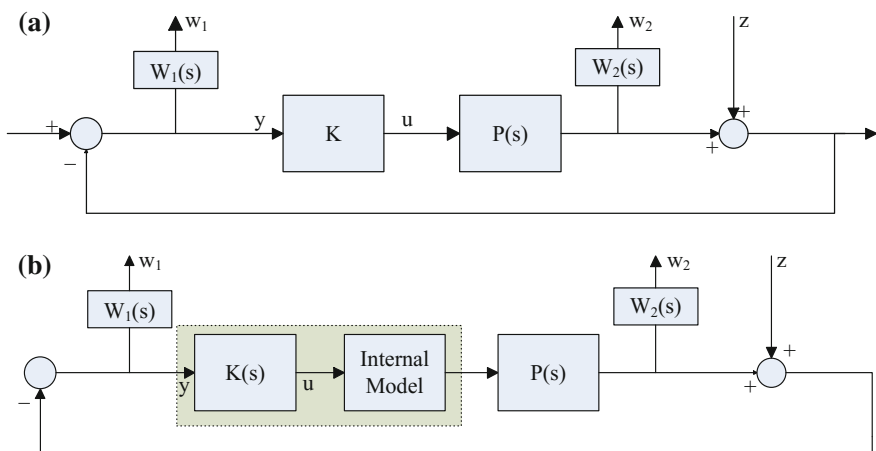 (a)
w₁
w₂
z
W₁(s)
W₂(s)
+
y
K
u
P(s)
+
+
−
(b)
w₁
w₂
z
W₁(s)
W₂(s)
+
y
K(s)
u
Internal
Model
P(s)
+
−